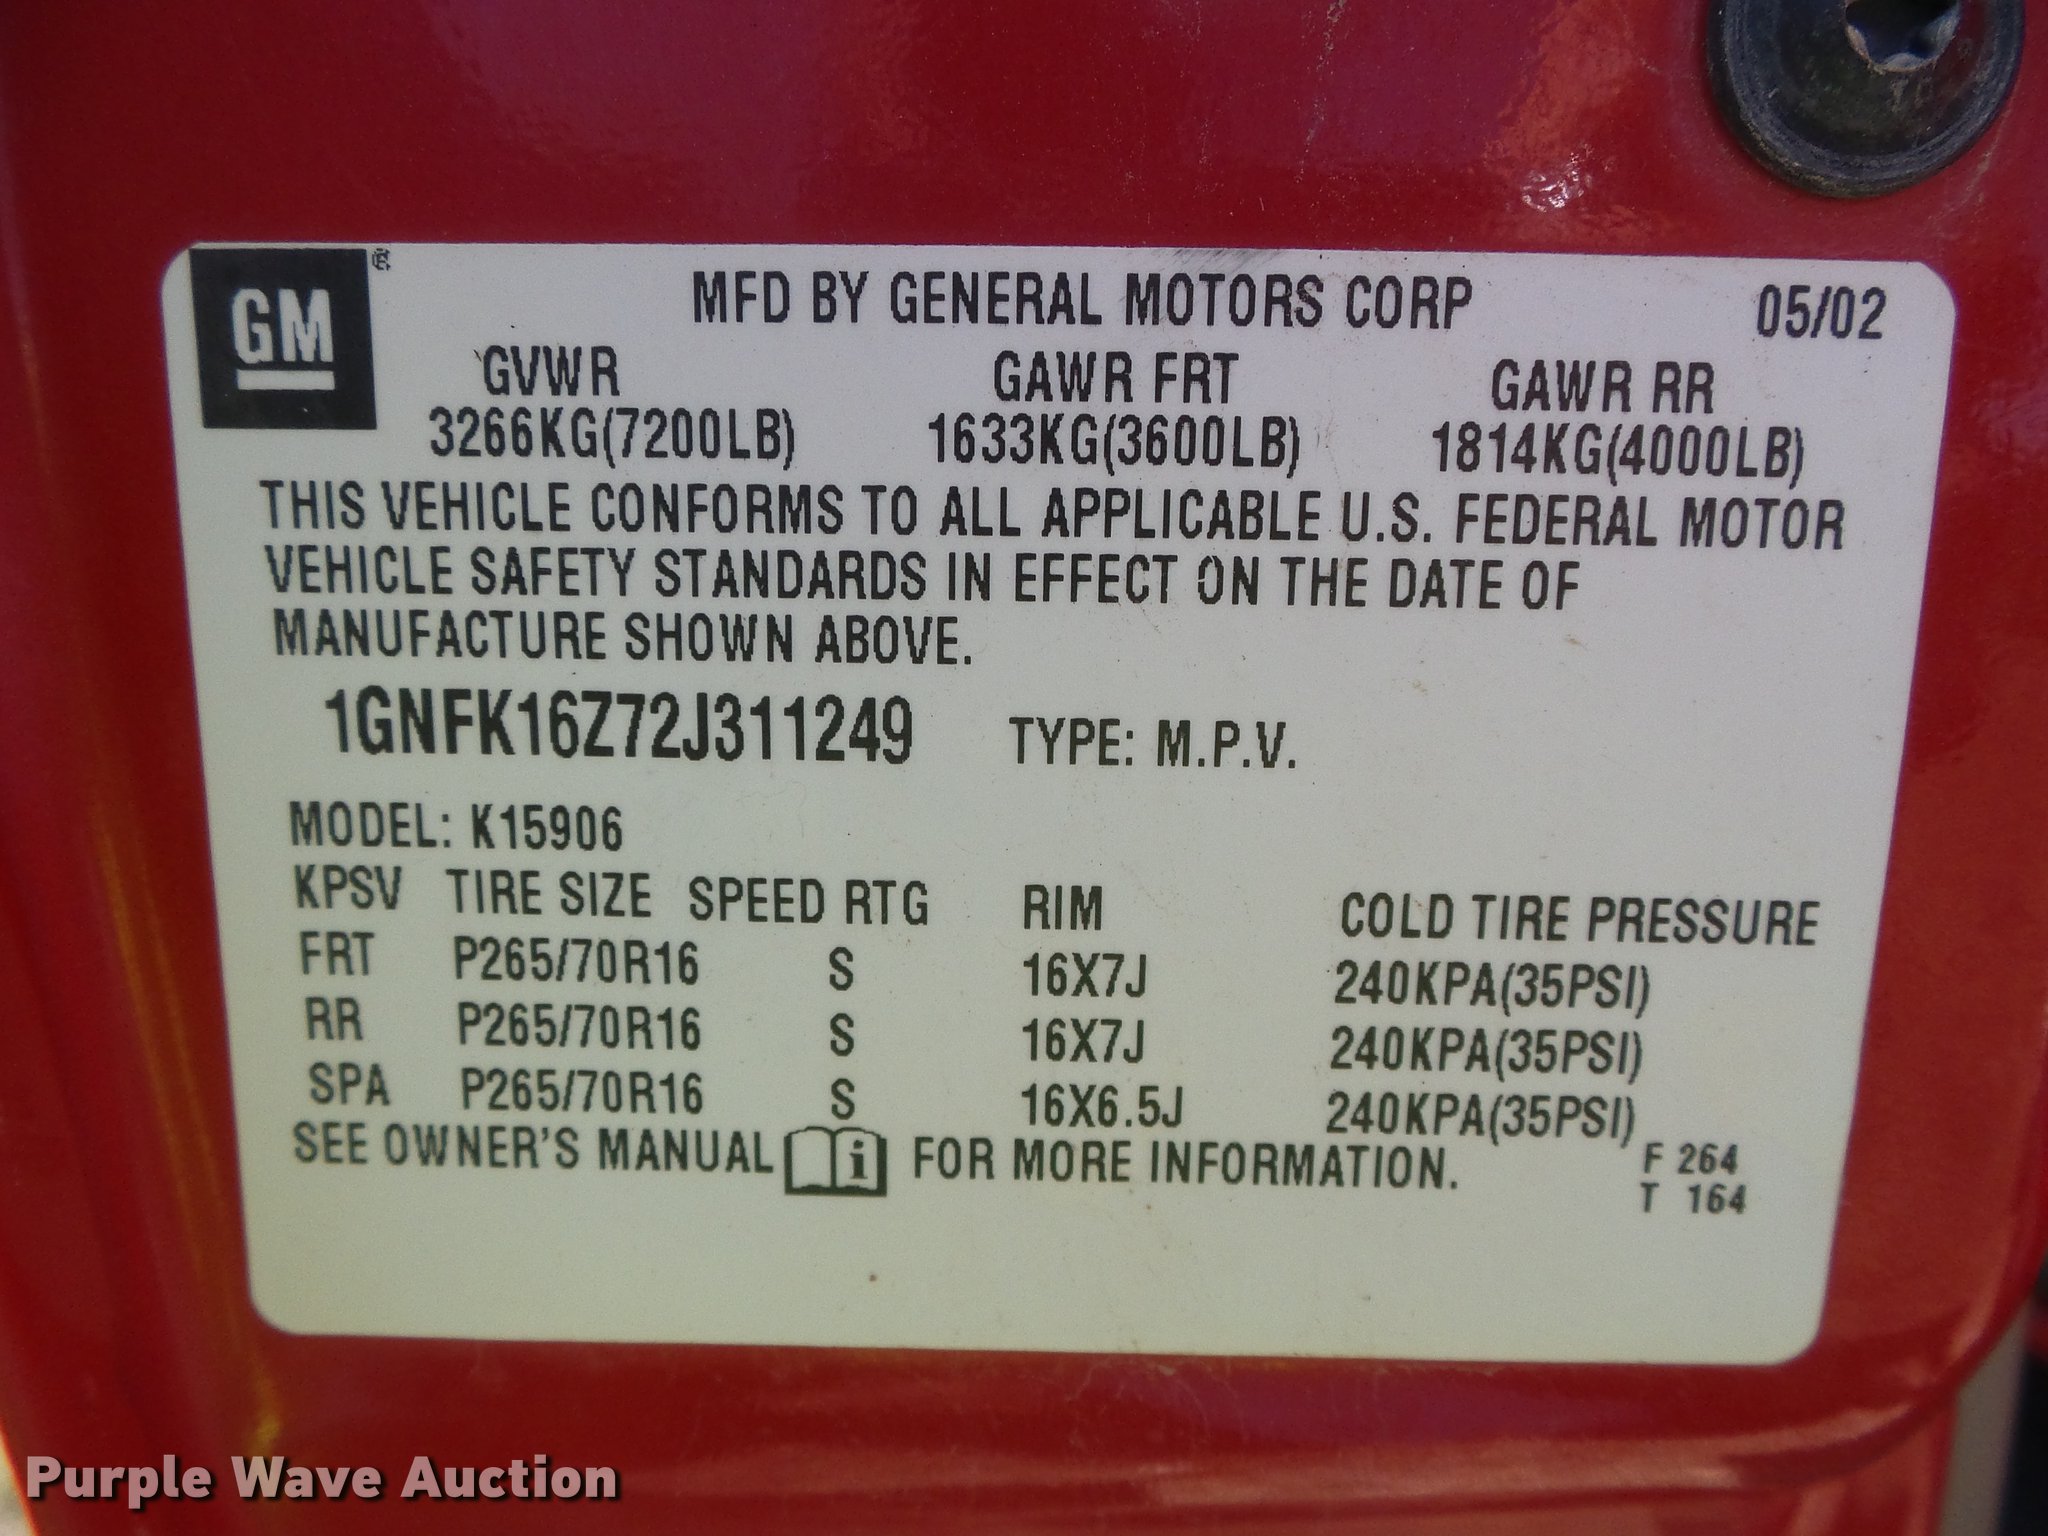 GM ®
MFD BY GENERAL MOTORS CORP 05/02
GVWR GAWR FRT GAWR RR
3266KG(7200LB) 1633KG(3600LB) 1814KG(4000LB)
THIS VEHICLE CONFORMS TO ALL APPLICABLE U.S. FEDERAL MOTOR
VEHICLE SAFETY STANDARDS IN EFFECT ON THE DATE OF
MANUFACTURE SHOWN ABOVE.
1GNFK16Z72J311249 TYPE: M.P.V.
MODEL: K15906
KPSV TIRE SIZE SPEED RTG RIM COLD TIRE PRESSURE
FRT P265/70R16 S 16X7J 240KPA(35PSI)
RR P265/70R16 S 16X7J 240KPA(35PSI)
SPA P265/70R16 S 16X6.5J 240KPA(35PSI)
SEE OWNER'S MANUAL i FOR MORE INFORMATION. F 264
T 164
Purple Wave Auction